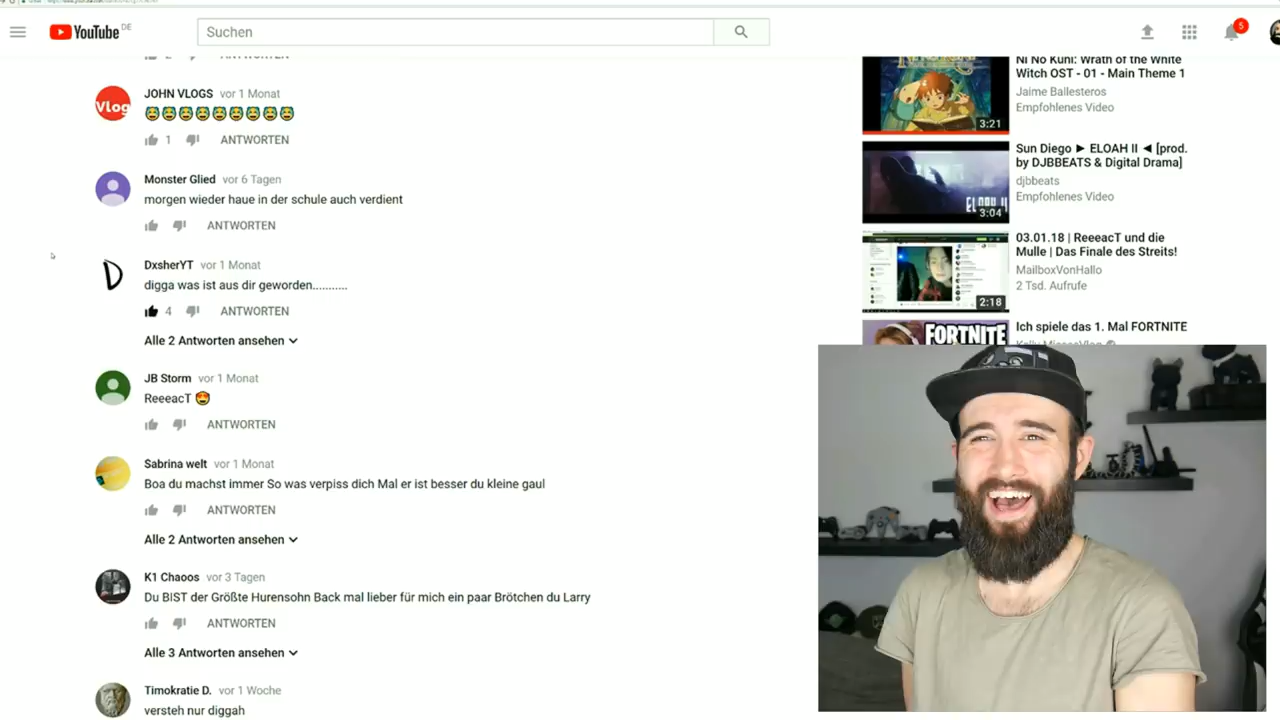 YouTube DE
Suchen
5
ANTWORTEN
JOHN VLOGS vor 1 Monat
Vlog
1 ANTWORTEN
Monster Glied vor 6 Tagen
morgen wieder haue in der schule auch verdient
ANTWORTEN
DxsherYT vor 1 Monat
D
digga was ist aus dir geworden..........
4 ANTWORTEN
Alle 2 Antworten ansehen
JB Storm vor 1 Monat
ReeeacT 😍
ANTWORTEN
Sabrina welt vor 1 Monat
Boa du machst immer So was verpiss dich Mal er ist besser du kleine gaul
ANTWORTEN
Alle 2 Antworten ansehen
K1 Chaoos vor 3 Tagen
Du BIST der Größte Hurensohn Back mal lieber für mich ein paar Brötchen du Larry
ANTWORTEN
Alle 3 Antworten ansehen
Timokratie D. vor 1 Woche
versteh nur diggah
Ni No Kuni: Wrath of the White
Witch OST - 01 - Main Theme 1
Jaime Ballesteros
Empfohlenes Video
3:21
Sun Diego ► ELOAH II ◄ [prod.
by DJBBEATS & Digital Drama]
djbbeats
Empfohlenes Video
ELOAH II
3:04
03.01.18 | ReeeacT und die
Mulle | Das Finale des Streits!
MailboxVonHallo
2 Tsd. Aufrufe
2:18
Ich spiele das 1. Mal FORTNITE
FORTNITE